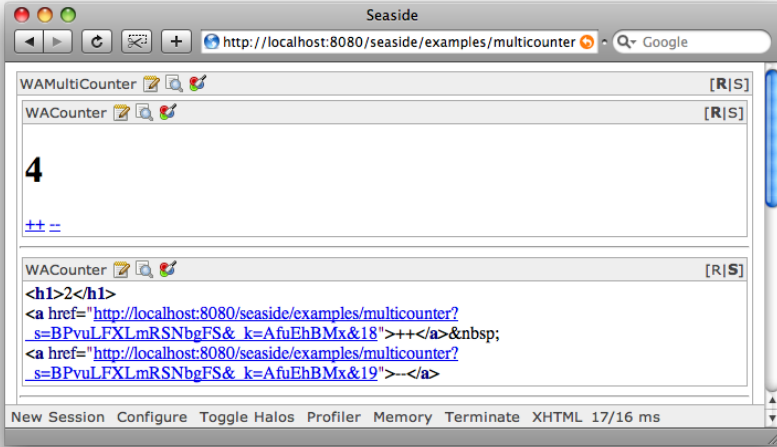 Seaside
http://localhost:8080/seaside/examples/multicounter Google
WAMultiCounter [R|S]
WACounter [R|S]
4
++ --
WACounter [R|S]
<h1>2</h1>
<a href="http://localhost:8080/seaside/examples/multicounter?
_s=BPvuLFXLmRSNbgFS&_k=AfuEhBMx&18">++</a>&nbsp;
<a href="http://localhost:8080/seaside/examples/multicounter?
_s=BPvuLFXLmRSNbgFS&_k=AfuEhBMx&19">--</a>
New Session Configure Toggle Halos Profiler Memory Terminate XHTML 17/16 ms